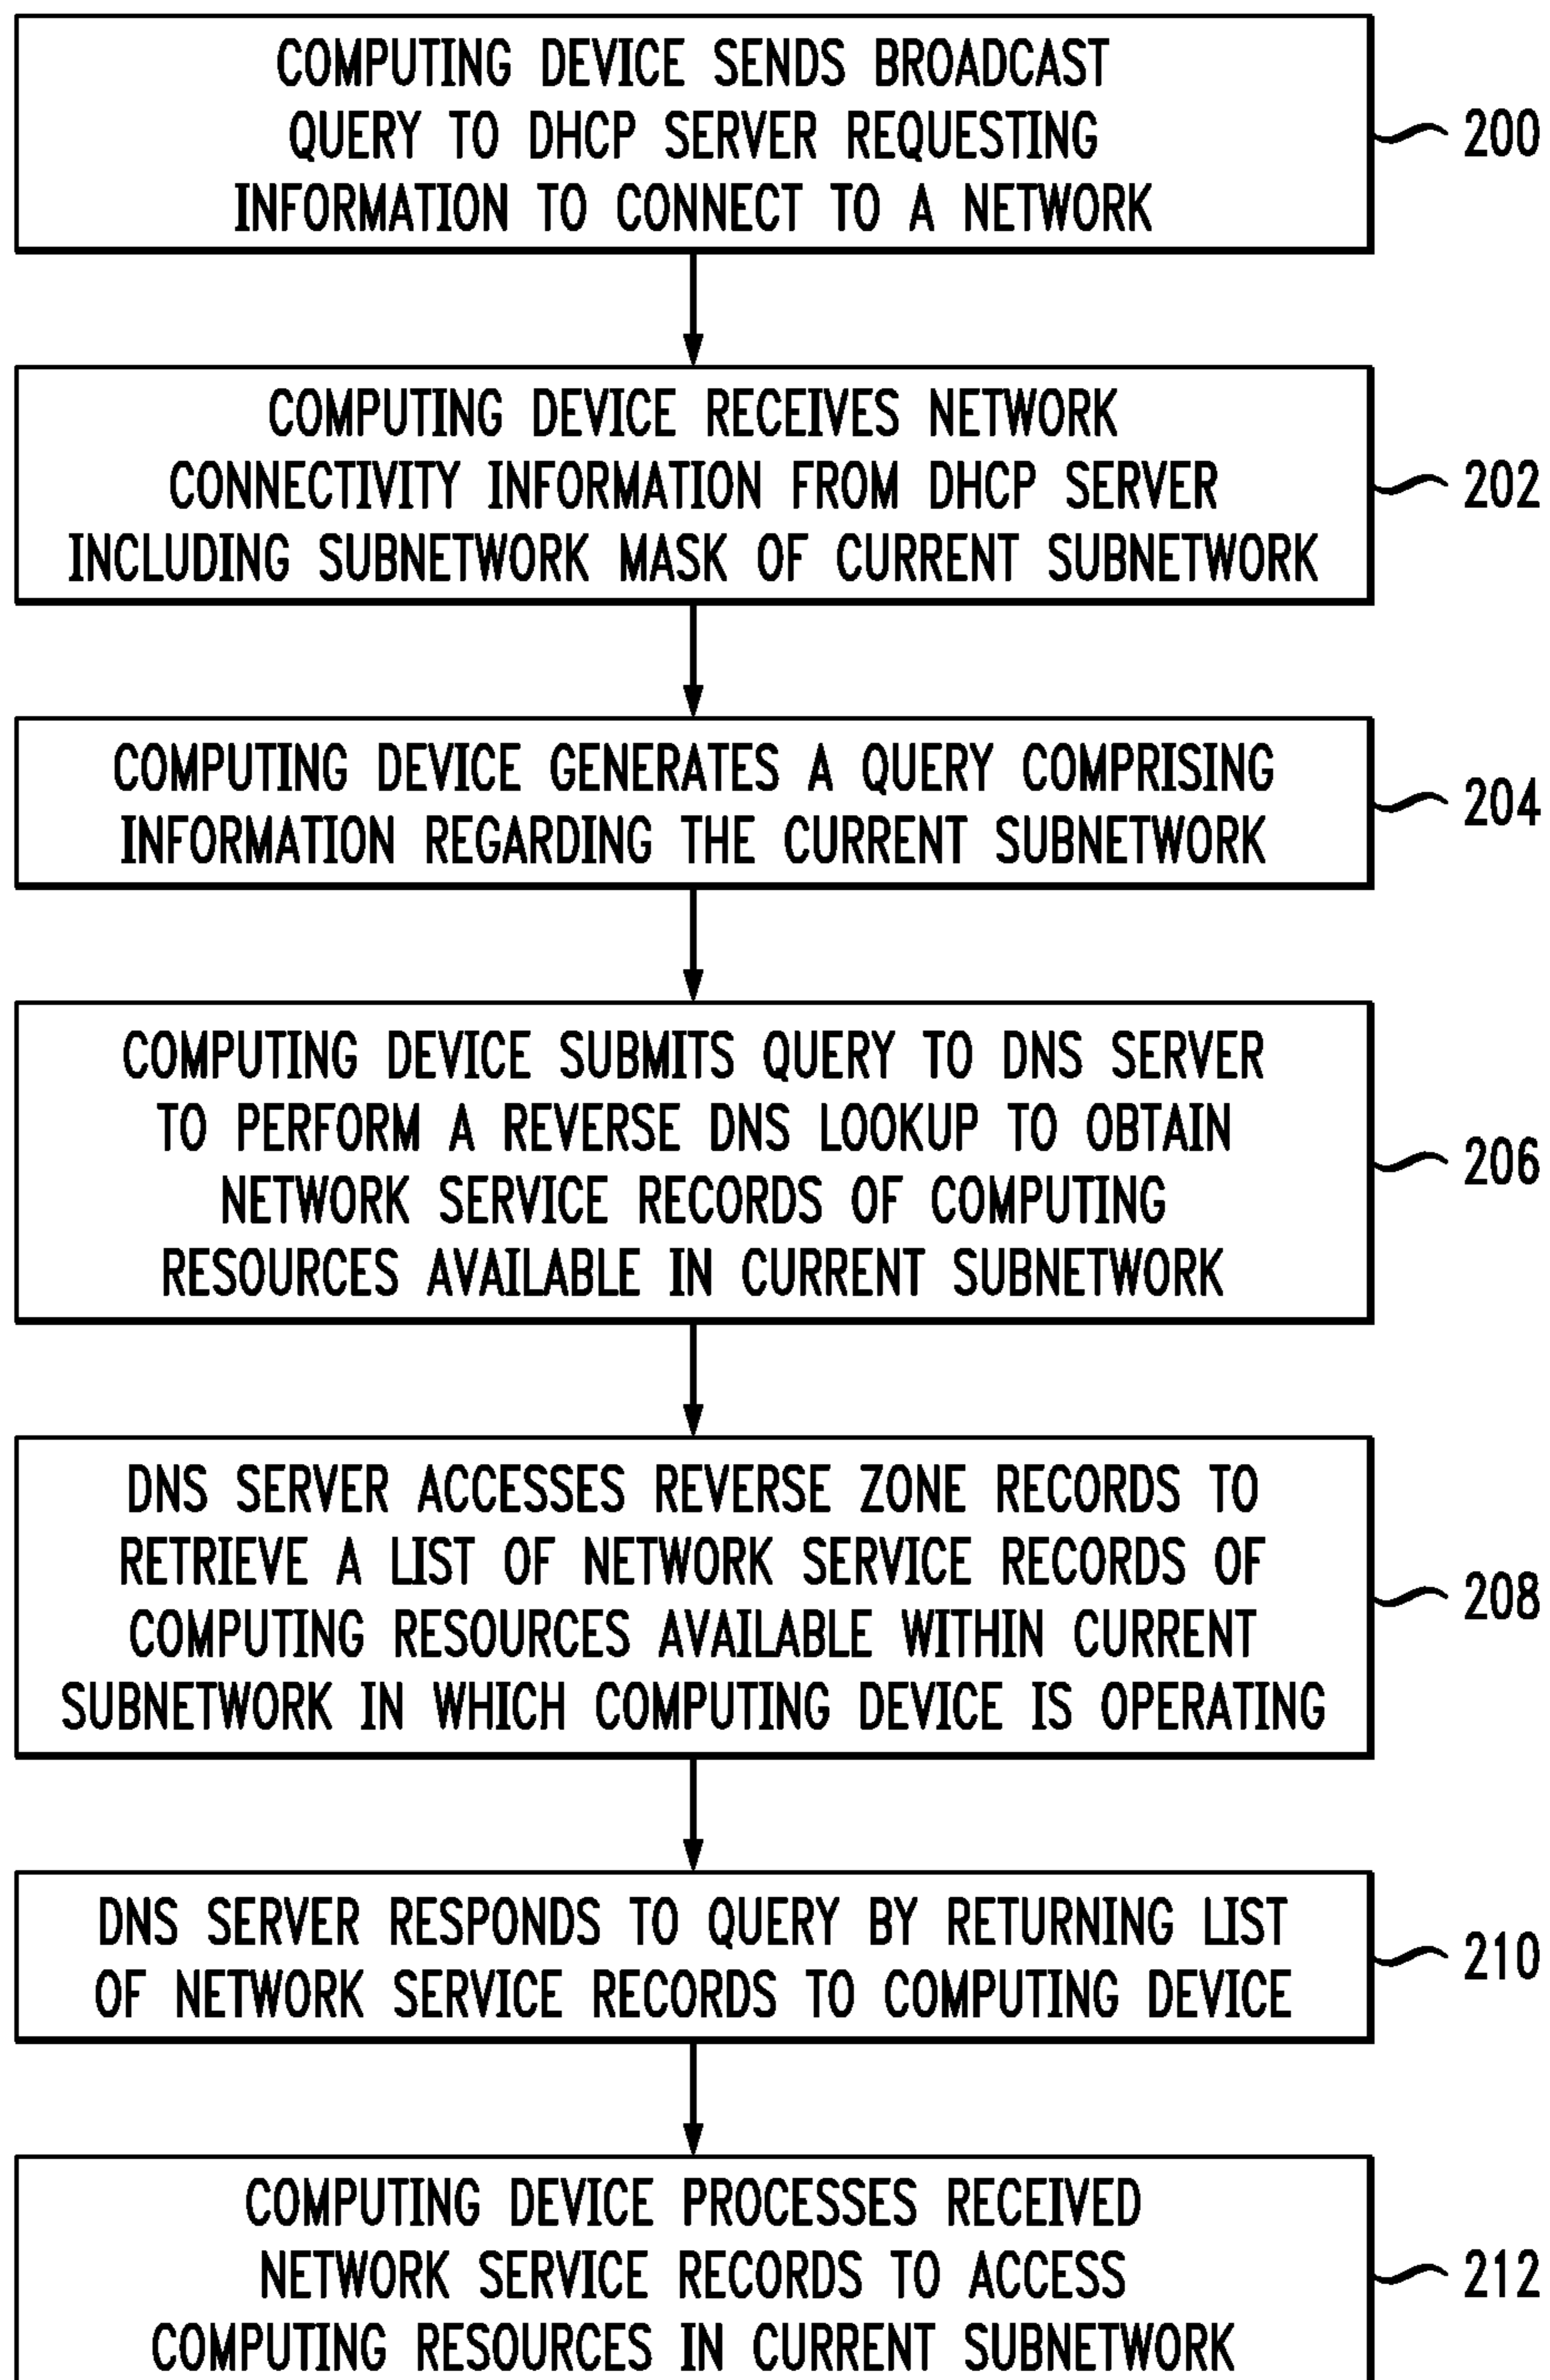 COMPUTING DEVICE SENDS BROADCAST
QUERY TO DHCP SERVER REQUESTING
INFORMATION TO CONNECT TO A NETWORK
200
COMPUTING DEVICE RECEIVES NETWORK
CONNECTIVITY INFORMATION FROM DHCP SERVER
INCLUDING SUBNETWORK MASK OF CURRENT SUBNETWORK
202
COMPUTING DEVICE GENERATES A QUERY COMPRISING
INFORMATION REGARDING THE CURRENT SUBNETWORK
204
COMPUTING DEVICE SUBMITS QUERY TO DNS SERVER
TO PERFORM A REVERSE DNS LOOKUP TO OBTAIN
NETWORK SERVICE RECORDS OF COMPUTING
RESOURCES AVAILABLE IN CURRENT SUBNETWORK
206
DNS SERVER ACCESSES REVERSE ZONE RECORDS TO
RETRIEVE A LIST OF NETWORK SERVICE RECORDS OF
COMPUTING RESOURCES AVAILABLE WITHIN CURRENT
SUBNETWORK IN WHICH COMPUTING DEVICE IS OPERATING
208
DNS SERVER RESPONDS TO QUERY BY RETURNING LIST
OF NETWORK SERVICE RECORDS TO COMPUTING DEVICE
210
COMPUTING DEVICE PROCESSES RECEIVED
NETWORK SERVICE RECORDS TO ACCESS
COMPUTING RESOURCES IN CURRENT SUBNETWORK
212